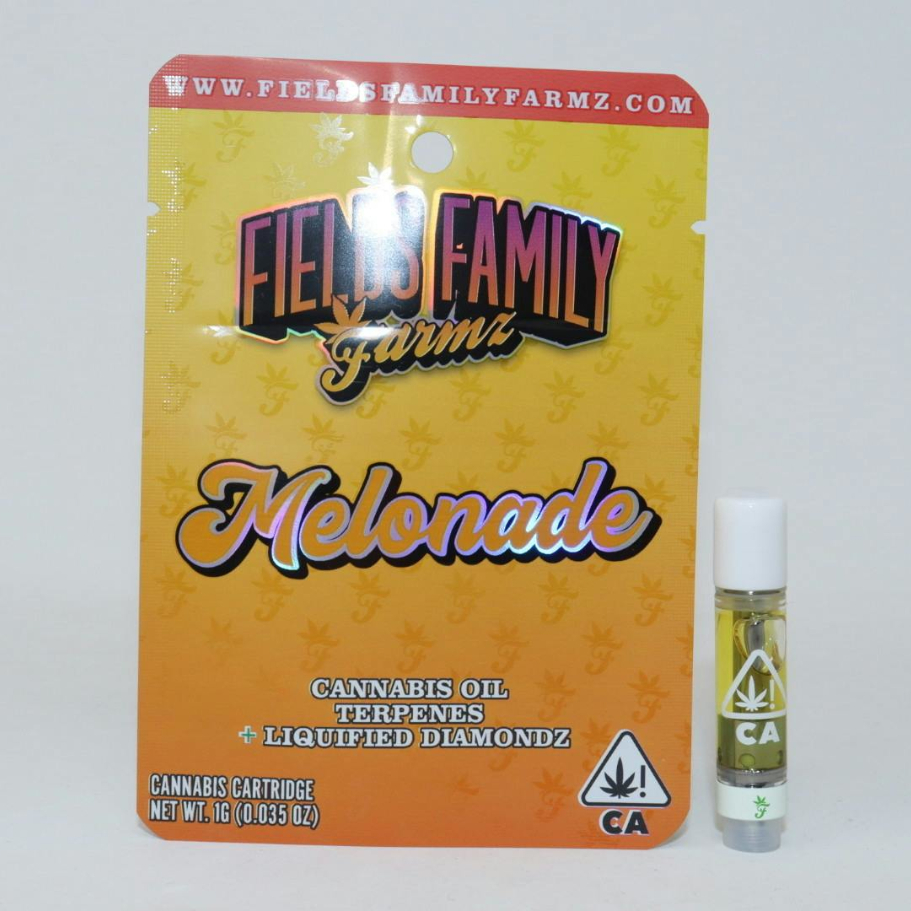 WWW.FIELDSFAMILYFARMZ.COM
FIELDS FAMILY
Farmz
Melonade
CANNABIS OIL
TERPENES
+ LIQUIFIED DIAMONDZ
CANNABIS CARTRIDGE
NET WT. 1G (0.035 OZ)
!
CA
!
CA